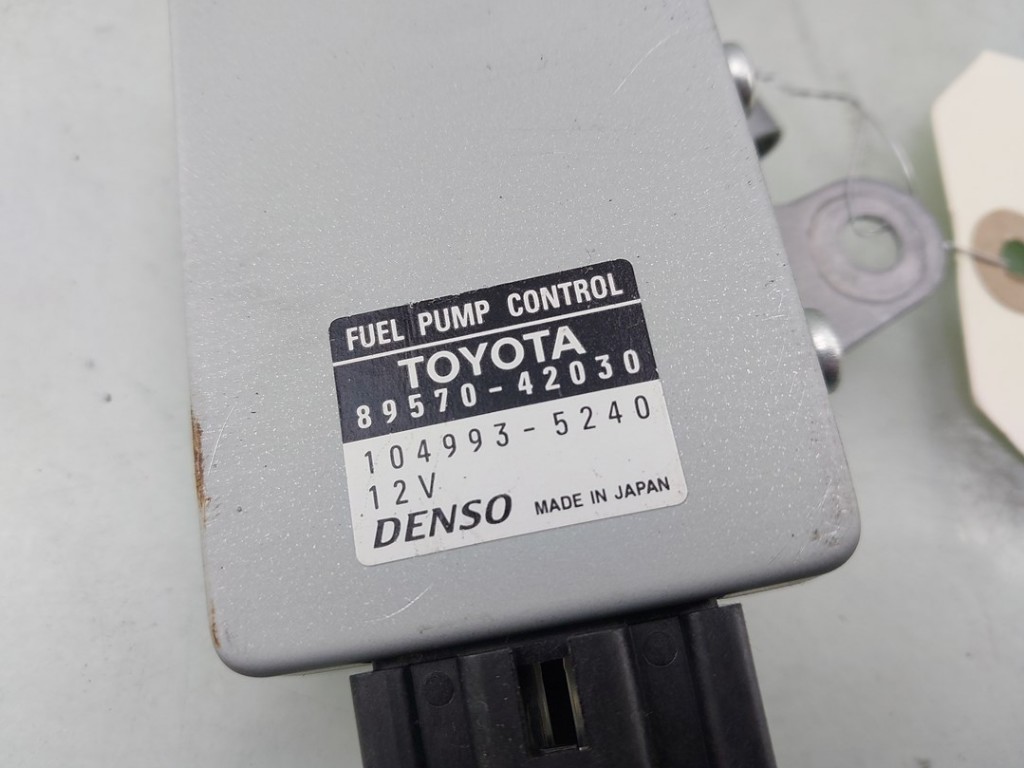 FUEL PUMP CONTROL
TOYOTA
89570-42030
104993-5240
12V
DENSO MADE IN JAPAN